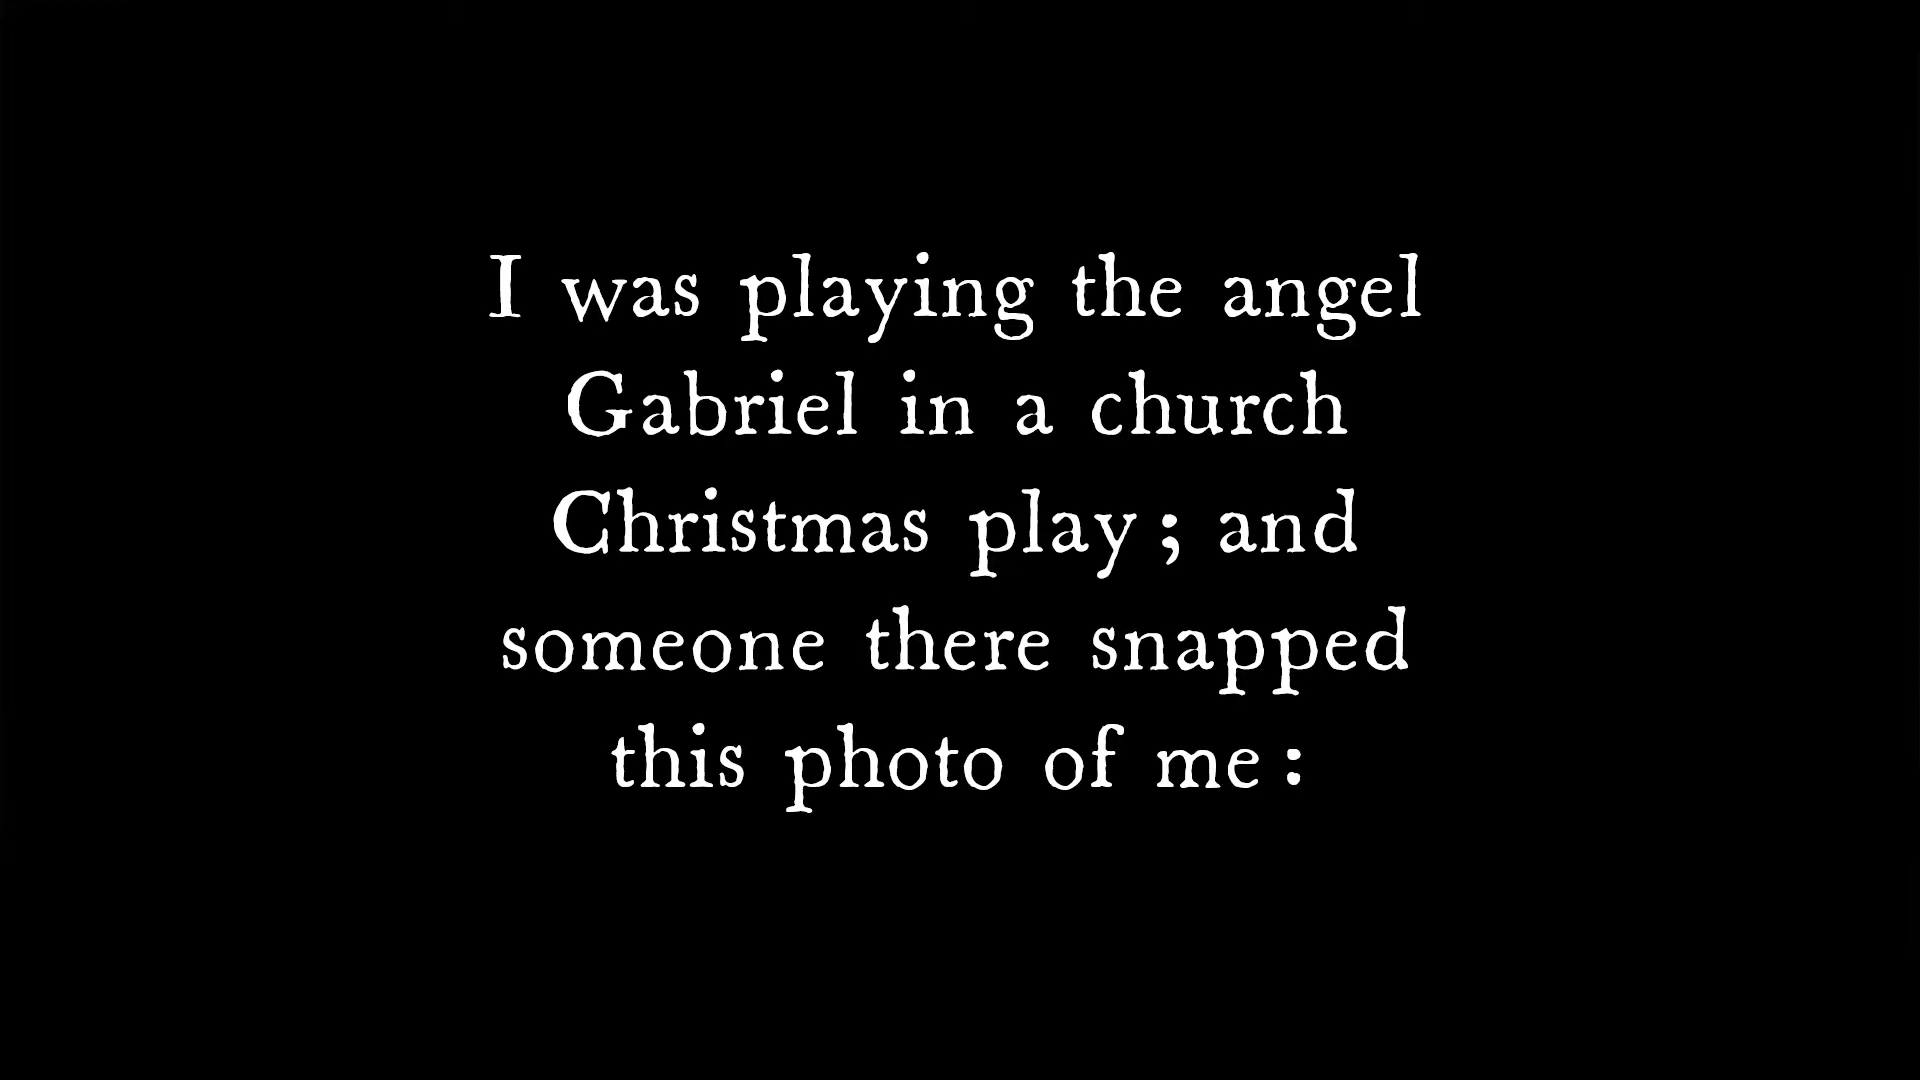 I was playing the angel
Gabriel in a church
Christmas play; and
someone there snapped
this photo of me: